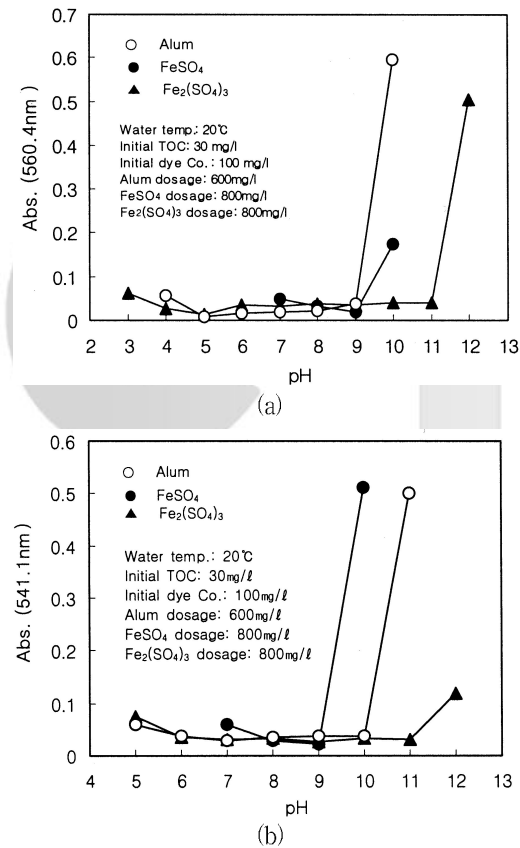 0.7
0.6
0.5
0.4
0.3
0.2
0.1
0
Abs. (560.4nm)
Alum
FeSO₄
Fe₂(SO₄)₃
Water temp.: 20℃
Initial TOC: 30 mg/l
Initial dye Co.: 100 mg/l
Alum dosage: 600mg/l
FeSO₄ dosage: 800mg/l
Fe₂(SO₄)₃ dosage: 800mg/l
2 3 4 5 6 7 8 9 10 11 12 13
pH
(a)
0.6
0.5
0.4
0.3
0.2
0.1
0
Abs. (541.1nm)
Alum
FeSO₄
Fe₂(SO₄)₃
Water temp.: 20℃
Initial TOC: 30mg/ℓ
Initial dye Co.: 100mg/ℓ
Alum dosage: 600mg/ℓ
FeSO₄ dosage: 800mg/ℓ
Fe₂(SO₄)₃ dosage: 800mg/ℓ
4 5 6 7 8 9 10 11 12 13
pH
(b)